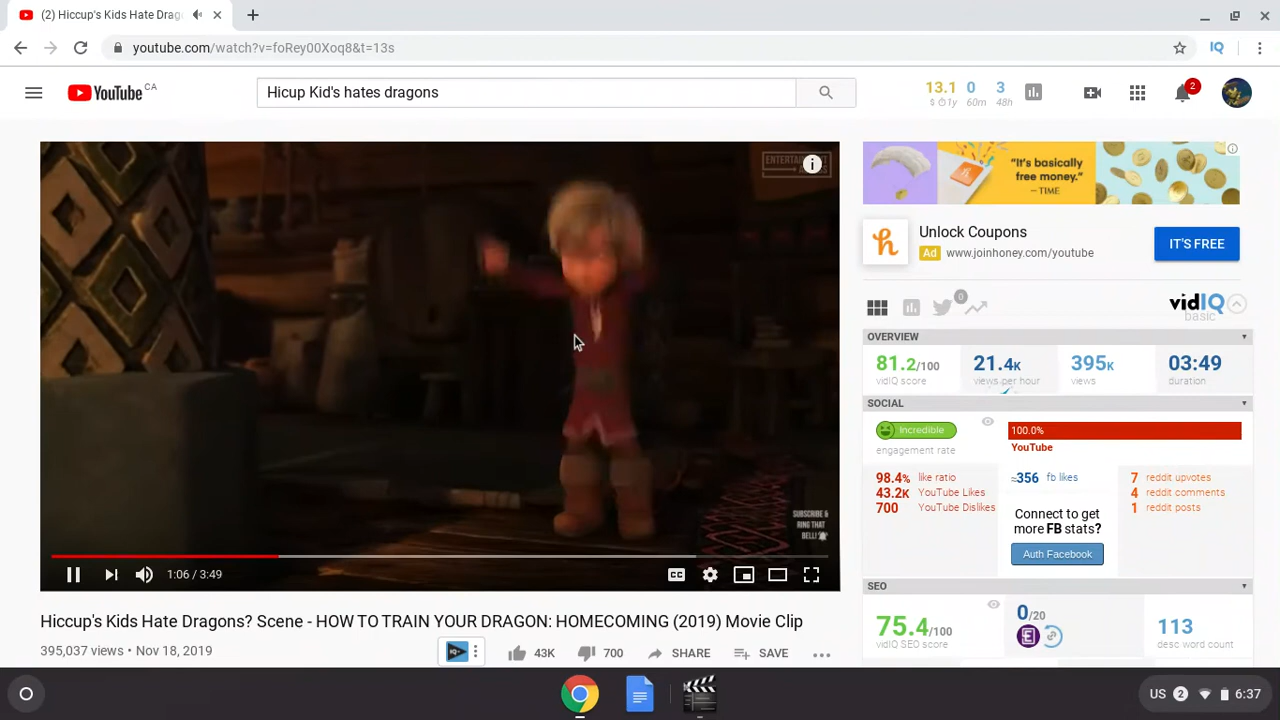 (2) Hiccup's Kids Hate Drag
youtube.com/watch?v=foRey00Xoq8&t=13s
IQ
YouTube CA
Hicup Kid's hates dragons
13.1 0 3
$ 1y 60m 48h
2
ENTERTAINMENT
i
"It's basically
free money."
— TIME
Unlock Coupons
Ad www.joinhoney.com/youtube
IT'S FREE
0
vidIQ
basic
OVERVIEW
81.2/100 21.4K 395K 03:49
vidIQ score views per hour views duration
SOCIAL
Incredible 100.0%
engagement rate YouTube
98.4% like ratio ≈356 fb likes 7 reddit upvotes
43.2K YouTube Likes 4 reddit comments
700 YouTube Dislikes 1 reddit posts
Connect to get
more FB stats?
Auth Facebook
SEO
75.4/100 0/20 113
vidIQ SEO score desc word count
SUBSCRIBE &
RING THAT
BELL!
1:06 / 3:49
CC
Hiccup's Kids Hate Dragons? Scene - HOW TO TRAIN YOUR DRAGON: HOMECOMING (2019) Movie Clip
395,037 views • Nov 18, 2019
43K 700 SHARE SAVE
US 2 6:37